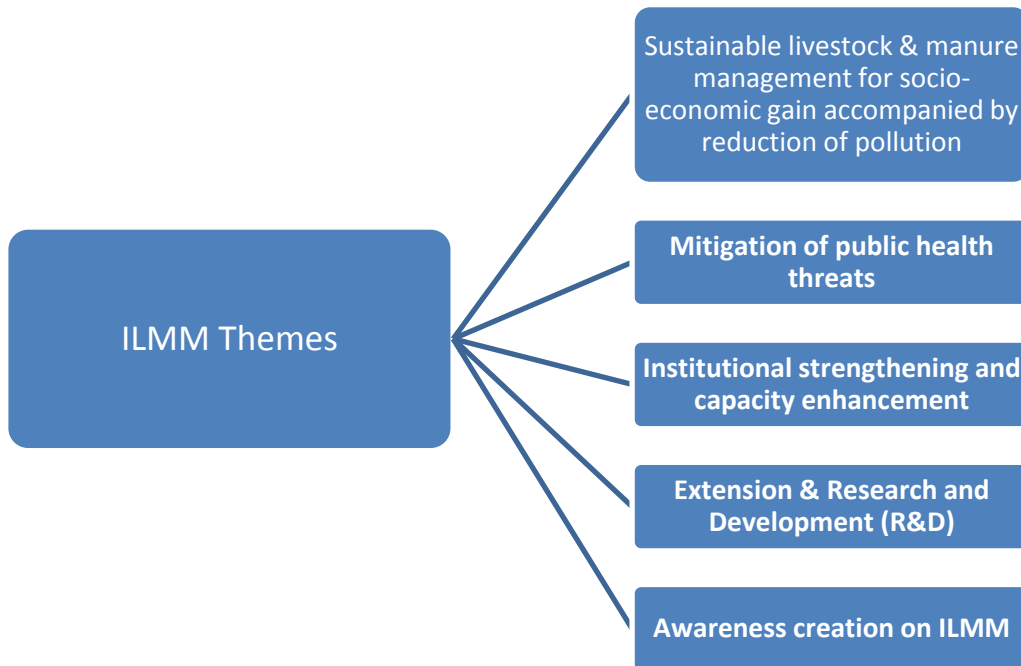 ILMM Themes
Sustainable livestock & manure
management for socio-
economic gain accompanied by
reduction of pollution
Mitigation of public health
threats
Institutional strengthening and
capacity enhancement
Extension & Research and
Development (R&D)
Awareness creation on ILMM